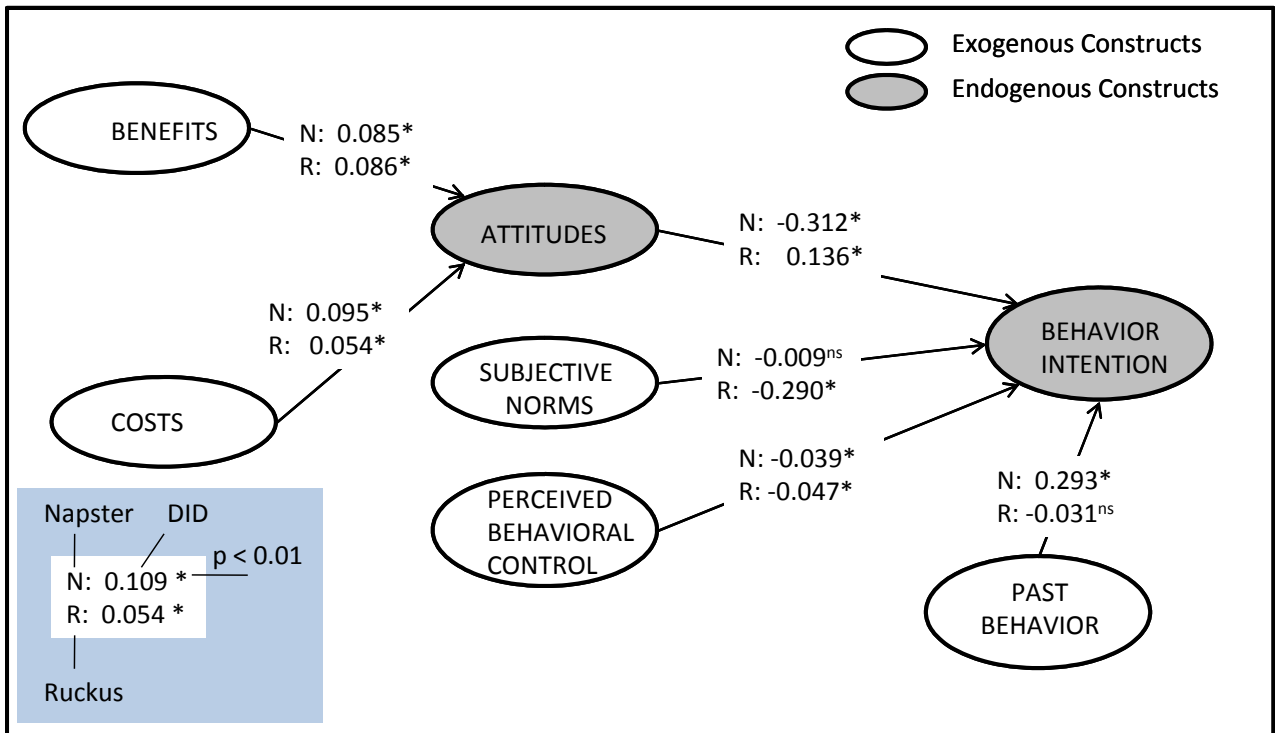 Exogenous Constructs
Endogenous Constructs
BENEFITS
N: 0.085*
R: 0.086*
ATTITUDES
N: -0.312*
R: 0.136*
N: 0.095*
R: 0.054*
COSTS
SUBJECTIVE
NORMS
N: -0.009ns
R: -0.290*
BEHAVIOR
INTENTION
PERCEIVED
BEHAVIORAL
CONTROL
N: -0.039*
R: -0.047*
N: 0.293*
R: -0.031ns
PAST
BEHAVIOR
Napster DID
p < 0.01
N: 0.109 *
R: 0.054 *
Ruckus